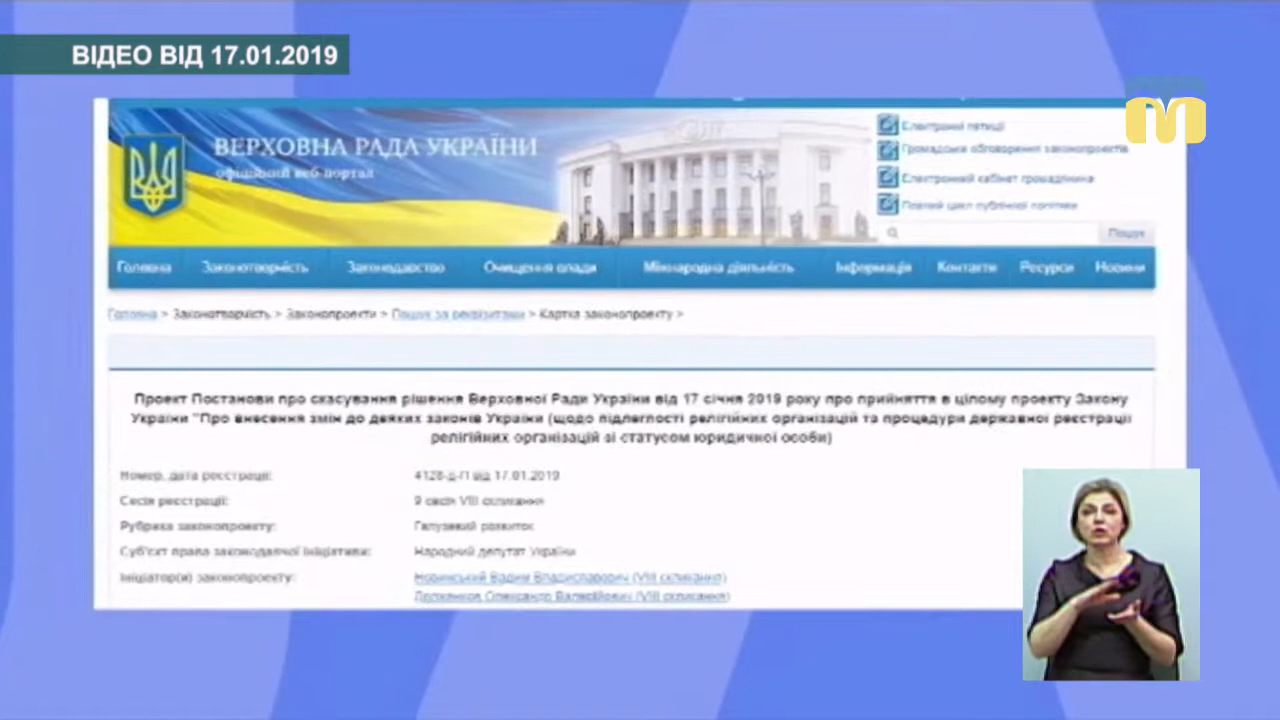 ВІДЕО ВІД 17.01.2019
ВЕРХОВНА РАДА УКРАЇНИ
офіційний веб-портал
Електронні петиції
Громадське обговорення законопроектів
Електронний кабінет громадянина
Повний цикл публічної політики
Пошук
Головна Законотворчість Законодавство Очищення влади Міжнародна діяльність Інформація Контакти Ресурси Новини
Головна > Законотворчість > Законопроекти > Пошук за реквізитами > Картка законопроекту >
Проект Постанови про скасування рішення Верховної Ради України від 17 січня 2019 року про прийняття в цілому проекту Закону
України "Про внесення змін до деяких законів України (щодо підлеглості релігійних організацій та процедури державної реєстрації
релігійних організацій зі статусом юридичної особи)
Номер, дата реєстрації: 4128-д-П від 17.01.2019
Сесія реєстрації: 9 сесія VIII скликання
Рубрика законопроекту: Галузевий розвиток
Суб'єкт права законодавчої ініціативи: Народний депутат України
Ініціатор(и) законопроекту: Новинський Вадим Владиславович (VIII скликання)
Долженков Олександр Валерійович (VIII скликання)